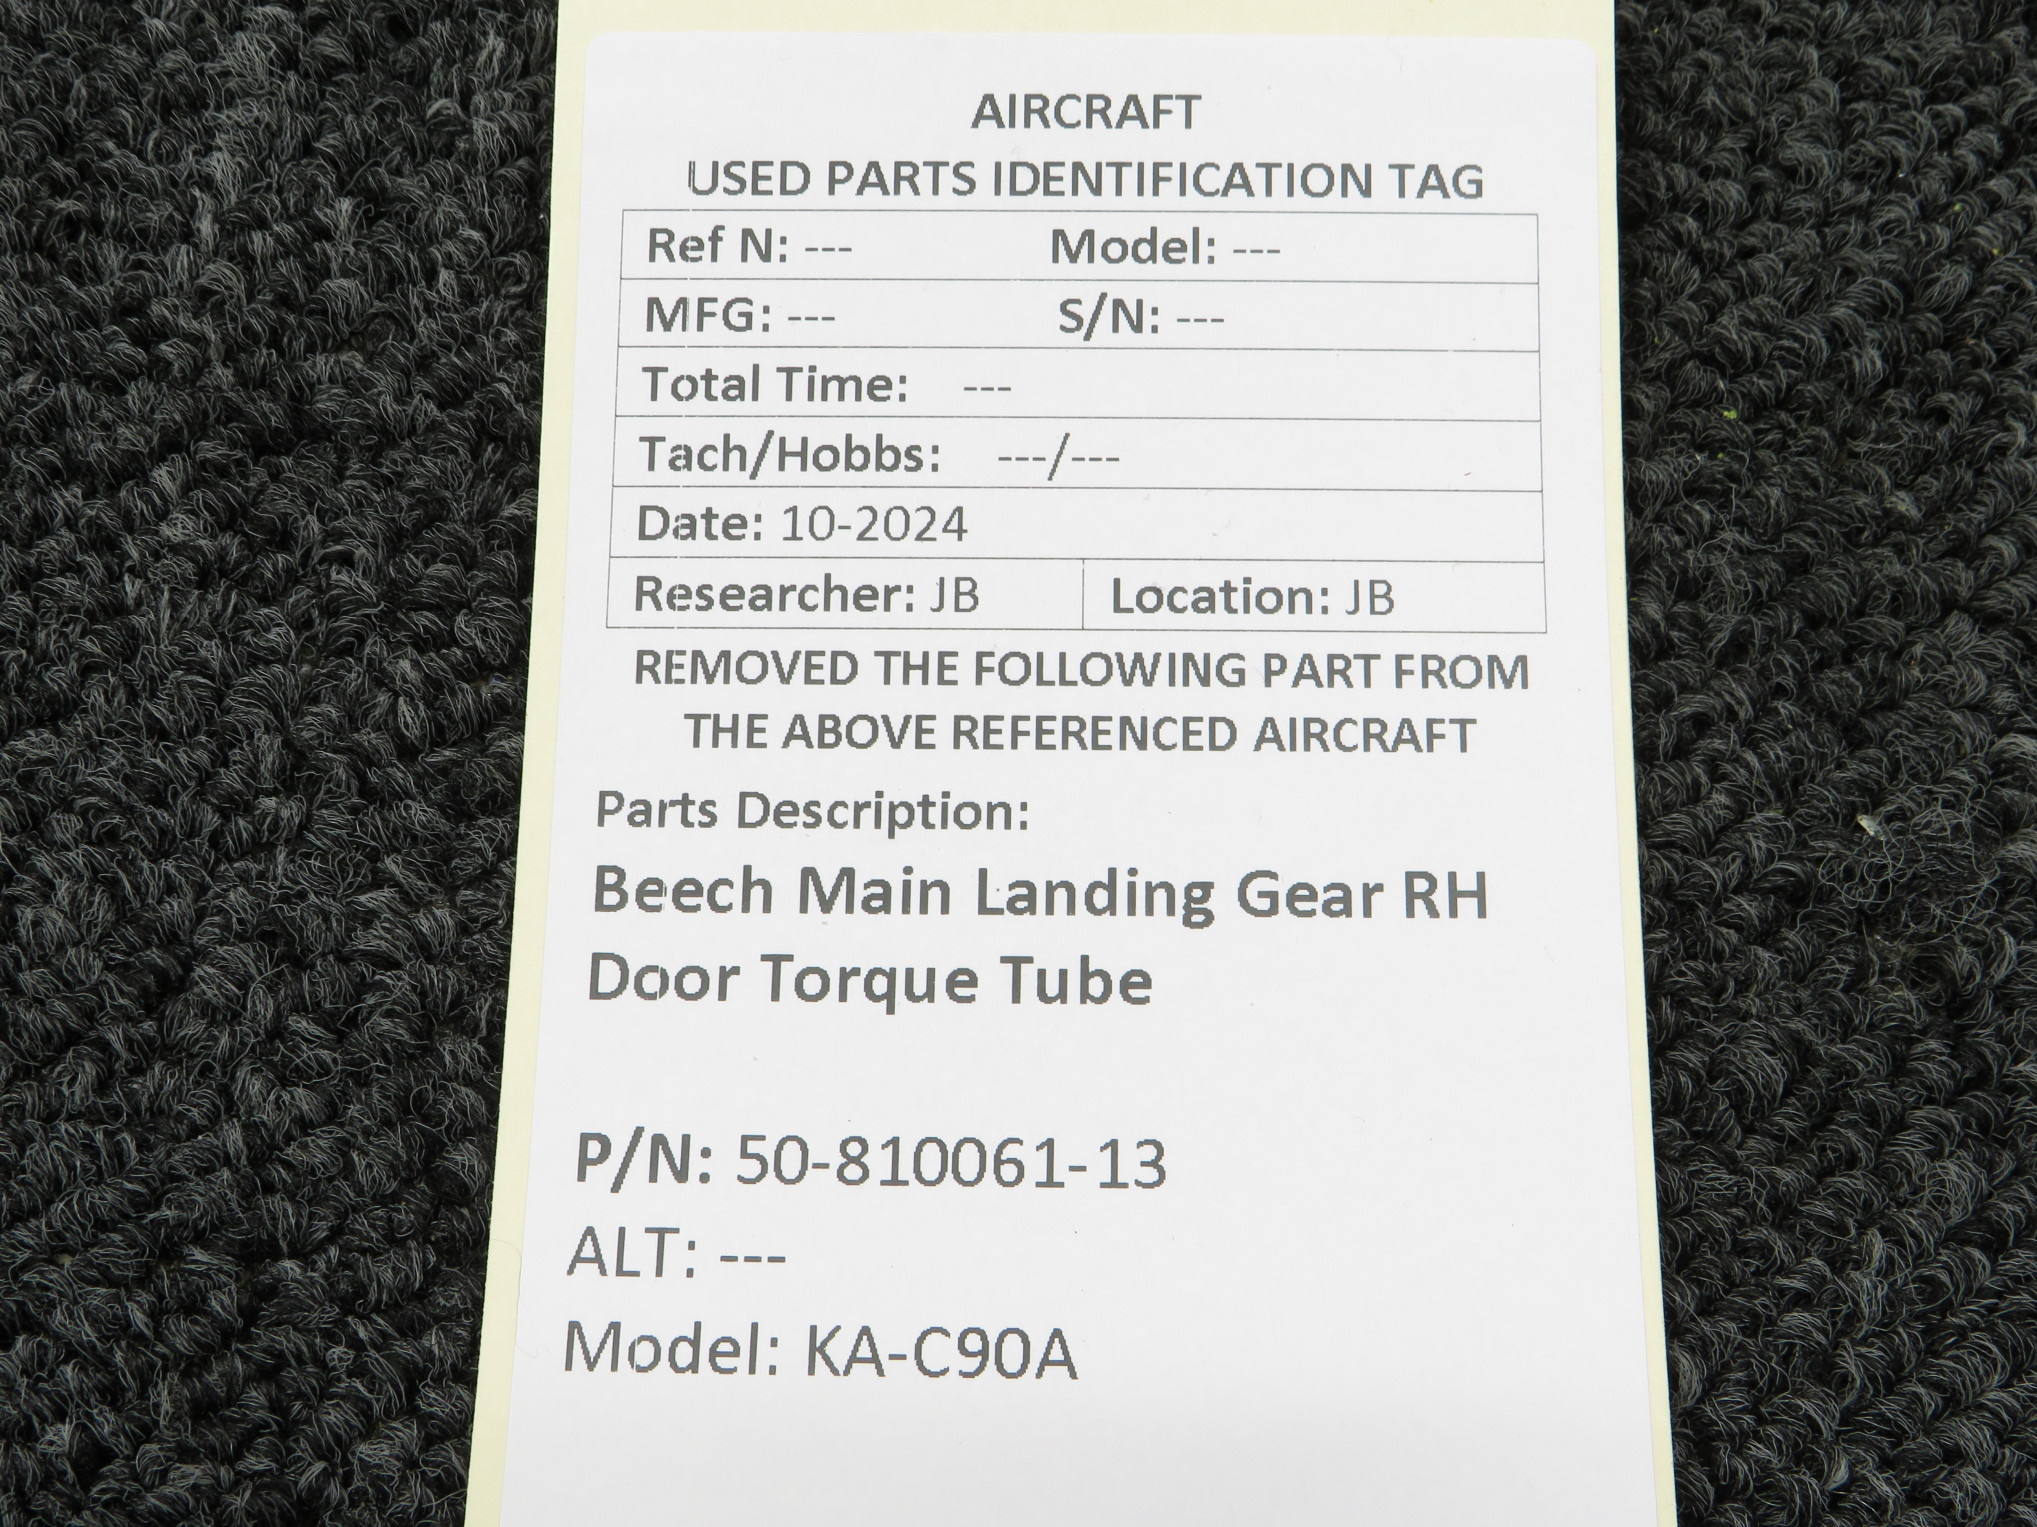 AIRCRAFT
USED PARTS IDENTIFICATION TAG
Ref N: --- Model: ---
MFG: --- S/N: ---
Total Time: ---
Tach/Hobbs: ---/---
Date: 10-2024
Researcher: JB Location: JB
REMOVED THE FOLLOWING PART FROM
THE ABOVE REFERENCED AIRCRAFT
Parts Description:
Beech Main Landing Gear RH
Door Torque Tube
P/N: 50-810061-13
ALT: ---
Model: KA-C90A